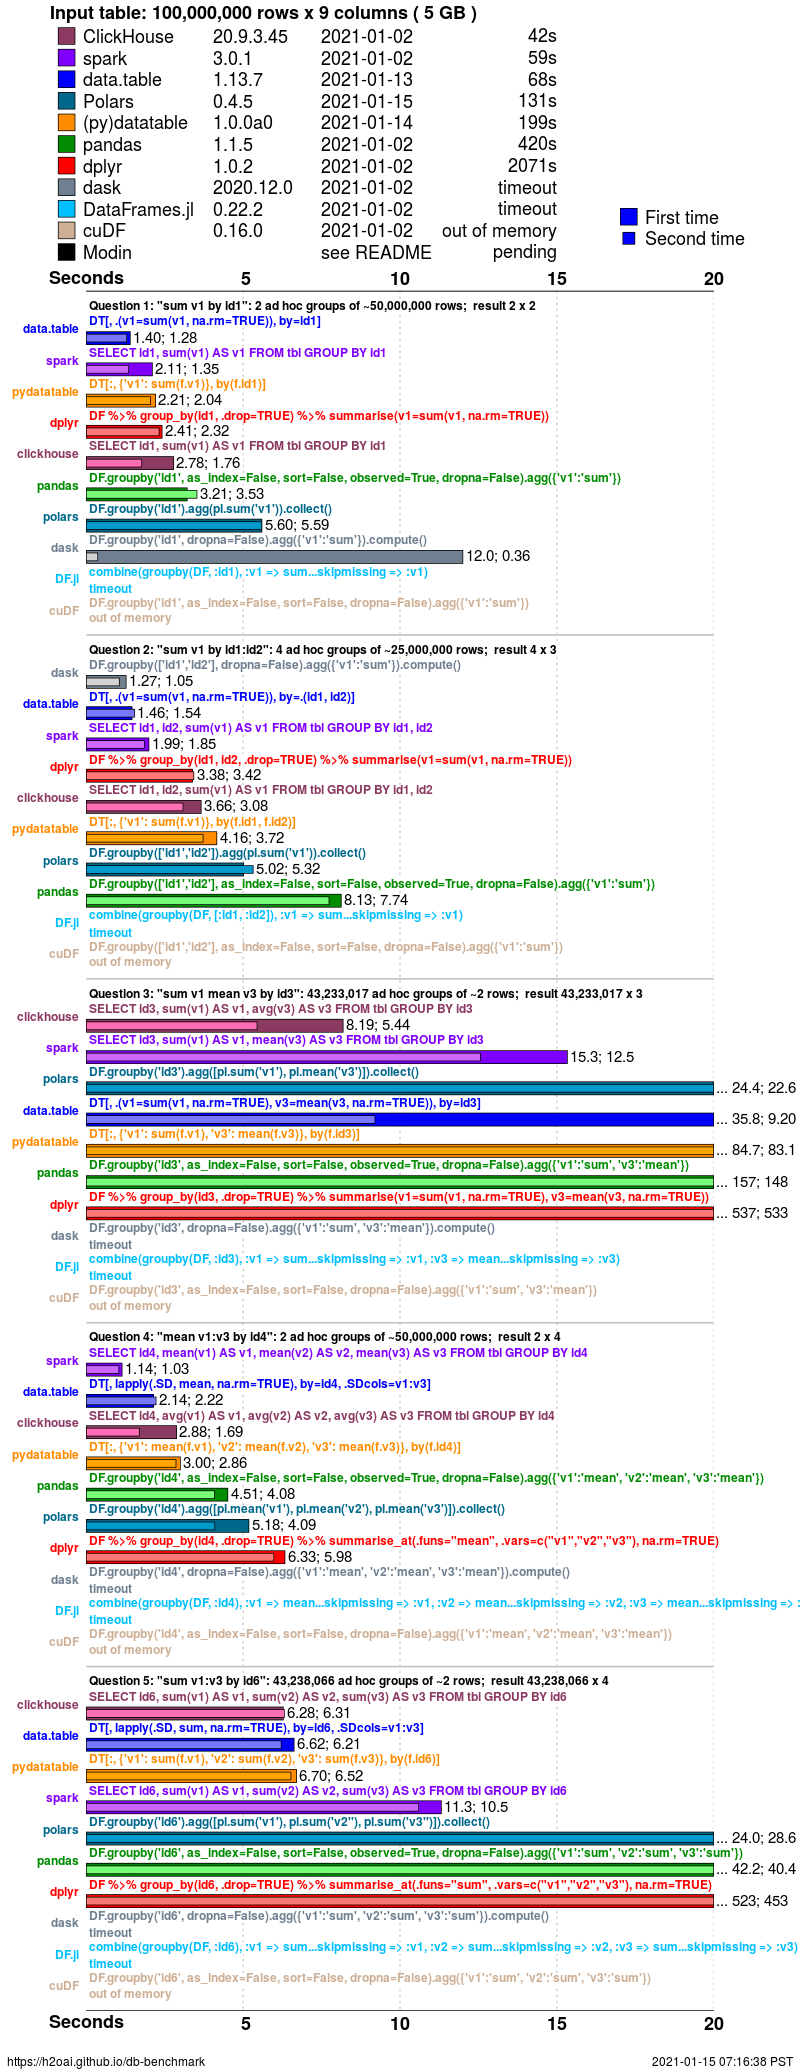 Input table: 100,000,000 rows x 9 columns ( 5 GB )
ClickHouse 20.9.3.45 2021-01-02 42s
spark 3.0.1 2021-01-02 59s
data.table 1.13.7 2021-01-13 68s
Polars 0.4.5 2021-01-15 131s
(py)datatable 1.0.0a0 2021-01-14 199s
pandas 1.1.5 2021-01-02 420s
dplyr 1.0.2 2021-01-02 2071s
dask 2020.12.0 2021-01-02 timeout
DataFrames.jl 0.22.2 2021-01-02 timeout
cuDF 0.16.0 2021-01-02 out of memory
Modin see README pending
First time
Second time
Seconds 5 10 15 20
Question 1: "sum v1 by id1": 2 ad hoc groups of ~50,000,000 rows; result 2 x 2
DT[, .(v1=sum(v1, na.rm=TRUE)), by=id1]
data.table 1.40; 1.28
SELECT id1, sum(v1) AS v1 FROM tbl GROUP BY id1
spark 2.11; 1.35
DT[:, {'v1': sum(f.v1)}, by(f.id1)]
pydatatable 2.21; 2.04
DF %>% group_by(id1, .drop=TRUE) %>% summarise(v1=sum(v1, na.rm=TRUE))
dplyr 2.41; 2.32
SELECT id1, sum(v1) AS v1 FROM tbl GROUP BY id1
clickhouse 2.78; 1.76
DF.groupby('id1', as_index=False, sort=False, observed=True, dropna=False).agg({'v1':'sum'})
pandas 3.21; 3.53
DF.groupby('id1').agg(pl.sum('v1')).collect()
polars 5.60; 5.59
DF.groupby('id1', dropna=False).agg({'v1':'sum'}).compute()
dask 12.0; 0.36
combine(groupby(DF, :id1), :v1 => sum...skipmissing => :v1)
DF.jl timeout
DF.groupby('id1', as_index=False, sort=False, dropna=False).agg({'v1':'sum'})
cuDF out of memory
Question 2: "sum v1 by id1:id2": 4 ad hoc groups of ~25,000,000 rows; result 4 x 3
DF.groupby(['id1','id2'], dropna=False).agg({'v1':'sum'}).compute()
dask 1.27; 1.05
DT[, .(v1=sum(v1, na.rm=TRUE)), by=.(id1, id2)]
data.table 1.46; 1.54
SELECT id1, id2, sum(v1) AS v1 FROM tbl GROUP BY id1, id2
spark 1.99; 1.85
DF %>% group_by(id1, id2, .drop=TRUE) %>% summarise(v1=sum(v1, na.rm=TRUE))
dplyr 3.38; 3.42
SELECT id1, id2, sum(v1) AS v1 FROM tbl GROUP BY id1, id2
clickhouse 3.66; 3.08
DT[:, {'v1': sum(f.v1)}, by(f.id1, f.id2)]
pydatatable 4.16; 3.72
DF.groupby(['id1','id2']).agg(pl.sum('v1')).collect()
polars 5.02; 5.32
DF.groupby(['id1','id2'], as_index=False, sort=False, observed=True, dropna=False).agg({'v1':'sum'})
pandas 8.13; 7.74
combine(groupby(DF, [:id1, :id2]), :v1 => sum...skipmissing => :v1)
DF.jl timeout
DF.groupby(['id1','id2'], as_index=False, sort=False, dropna=False).agg({'v1':'sum'})
cuDF out of memory
Question 3: "sum v1 mean v3 by id3": 43,233,017 ad hoc groups of ~2 rows; result 43,233,017 x 3
SELECT id3, sum(v1) AS v1, avg(v3) AS v3 FROM tbl GROUP BY id3
clickhouse 8.19; 5.44
SELECT id3, sum(v1) AS v1, mean(v3) AS v3 FROM tbl GROUP BY id3
spark 15.3; 12.5
DF.groupby('id3').agg([pl.sum('v1'), pl.mean('v3')]).collect()
polars ... 24.4; 22.6
DT[, .(v1=sum(v1, na.rm=TRUE), v3=mean(v3, na.rm=TRUE)), by=id3]
data.table ... 35.8; 9.20
DT[:, {'v1': sum(f.v1), 'v3': mean(f.v3)}, by(f.id3)]
pydatatable ... 84.7; 83.1
DF.groupby('id3', as_index=False, sort=False, observed=True, dropna=False).agg({'v1':'sum', 'v3':'mean'})
pandas ... 157; 148
DF %>% group_by(id3, .drop=TRUE) %>% summarise(v1=sum(v1, na.rm=TRUE), v3=mean(v3, na.rm=TRUE))
dplyr ... 537; 533
DF.groupby('id3', dropna=False).agg({'v1':'sum', 'v3':'mean'}).compute()
dask timeout
combine(groupby(DF, :id3), :v1 => sum...skipmissing => :v1, :v3 => mean...skipmissing => :v3)
DF.jl timeout
DF.groupby('id3', as_index=False, sort=False, dropna=False).agg({'v1':'sum', 'v3':'mean'})
cuDF out of memory
Question 4: "mean v1:v3 by id4": 2 ad hoc groups of ~50,000,000 rows; result 2 x 4
SELECT id4, mean(v1) AS v1, mean(v2) AS v2, mean(v3) AS v3 FROM tbl GROUP BY id4
spark 1.14; 1.03
DT[, lapply(.SD, mean, na.rm=TRUE), by=id4, .SDcols=v1:v3]
data.table 2.14; 2.22
SELECT id4, avg(v1) AS v1, avg(v2) AS v2, avg(v3) AS v3 FROM tbl GROUP BY id4
clickhouse 2.88; 1.69
DT[:, {'v1': mean(f.v1), 'v2': mean(f.v2), 'v3': mean(f.v3)}, by(f.id4)]
pydatatable 3.00; 2.86
DF.groupby('id4', as_index=False, sort=False, observed=True, dropna=False).agg({'v1':'mean', 'v2':'mean', 'v3':'mean'})
pandas 4.51; 4.08
DF.groupby('id4').agg([pl.mean('v1'), pl.mean('v2'), pl.mean('v3')]).collect()
polars 5.18; 4.09
DF %>% group_by(id4, .drop=TRUE) %>% summarise_at(.funs="mean", .vars=c("v1","v2","v3"), na.rm=TRUE)
dplyr 6.33; 5.98
DF.groupby('id4', dropna=False).agg({'v1':'mean', 'v2':'mean', 'v3':'mean'}).compute()
dask timeout
combine(groupby(DF, :id4), :v1 => mean...skipmissing => :v1, :v2 => mean...skipmissing => :v2, :v3 => mean...skipmissing => :
DF.jl timeout
DF.groupby('id4', as_index=False, sort=False, dropna=False).agg({'v1':'mean', 'v2':'mean', 'v3':'mean'})
cuDF out of memory
Question 5: "sum v1:v3 by id6": 43,238,066 ad hoc groups of ~2 rows; result 43,238,066 x 4
SELECT id6, sum(v1) AS v1, sum(v2) AS v2, sum(v3) AS v3 FROM tbl GROUP BY id6
clickhouse 6.28; 6.31
DT[, lapply(.SD, sum, na.rm=TRUE), by=id6, .SDcols=v1:v3]
data.table 6.62; 6.21
DT[:, {'v1': sum(f.v1), 'v2': sum(f.v2), 'v3': sum(f.v3)}, by(f.id6)]
pydatatable 6.70; 6.52
SELECT id6, sum(v1) AS v1, sum(v2) AS v2, sum(v3) AS v3 FROM tbl GROUP BY id6
spark 11.3; 10.5
DF.groupby('id6').agg([pl.sum('v1'), pl.sum('v2''), pl.sum('v3'')]).collect()
polars ... 24.0; 28.6
DF.groupby('id6', as_index=False, sort=False, observed=True, dropna=False).agg({'v1':'sum', 'v2':'sum', 'v3':'sum'})
pandas ... 42.2; 40.4
DF %>% group_by(id6, .drop=TRUE) %>% summarise_at(.funs="sum", .vars=c("v1","v2","v3"), na.rm=TRUE)
dplyr ... 523; 453
DF.groupby('id6', dropna=False).agg({'v1':'sum', 'v2':'sum', 'v3':'sum'}).compute()
dask timeout
combine(groupby(DF, :id6), :v1 => sum...skipmissing => :v1, :v2 => sum...skipmissing => :v2, :v3 => sum...skipmissing => :v3)
DF.jl timeout
DF.groupby('id6', as_index=False, sort=False, dropna=False).agg({'v1':'sum', 'v2':'sum', 'v3':'sum'})
cuDF out of memory
Seconds 5 10 15 20
https://h2oai.github.io/db-benchmark 2021-01-15 07:16:38 PST